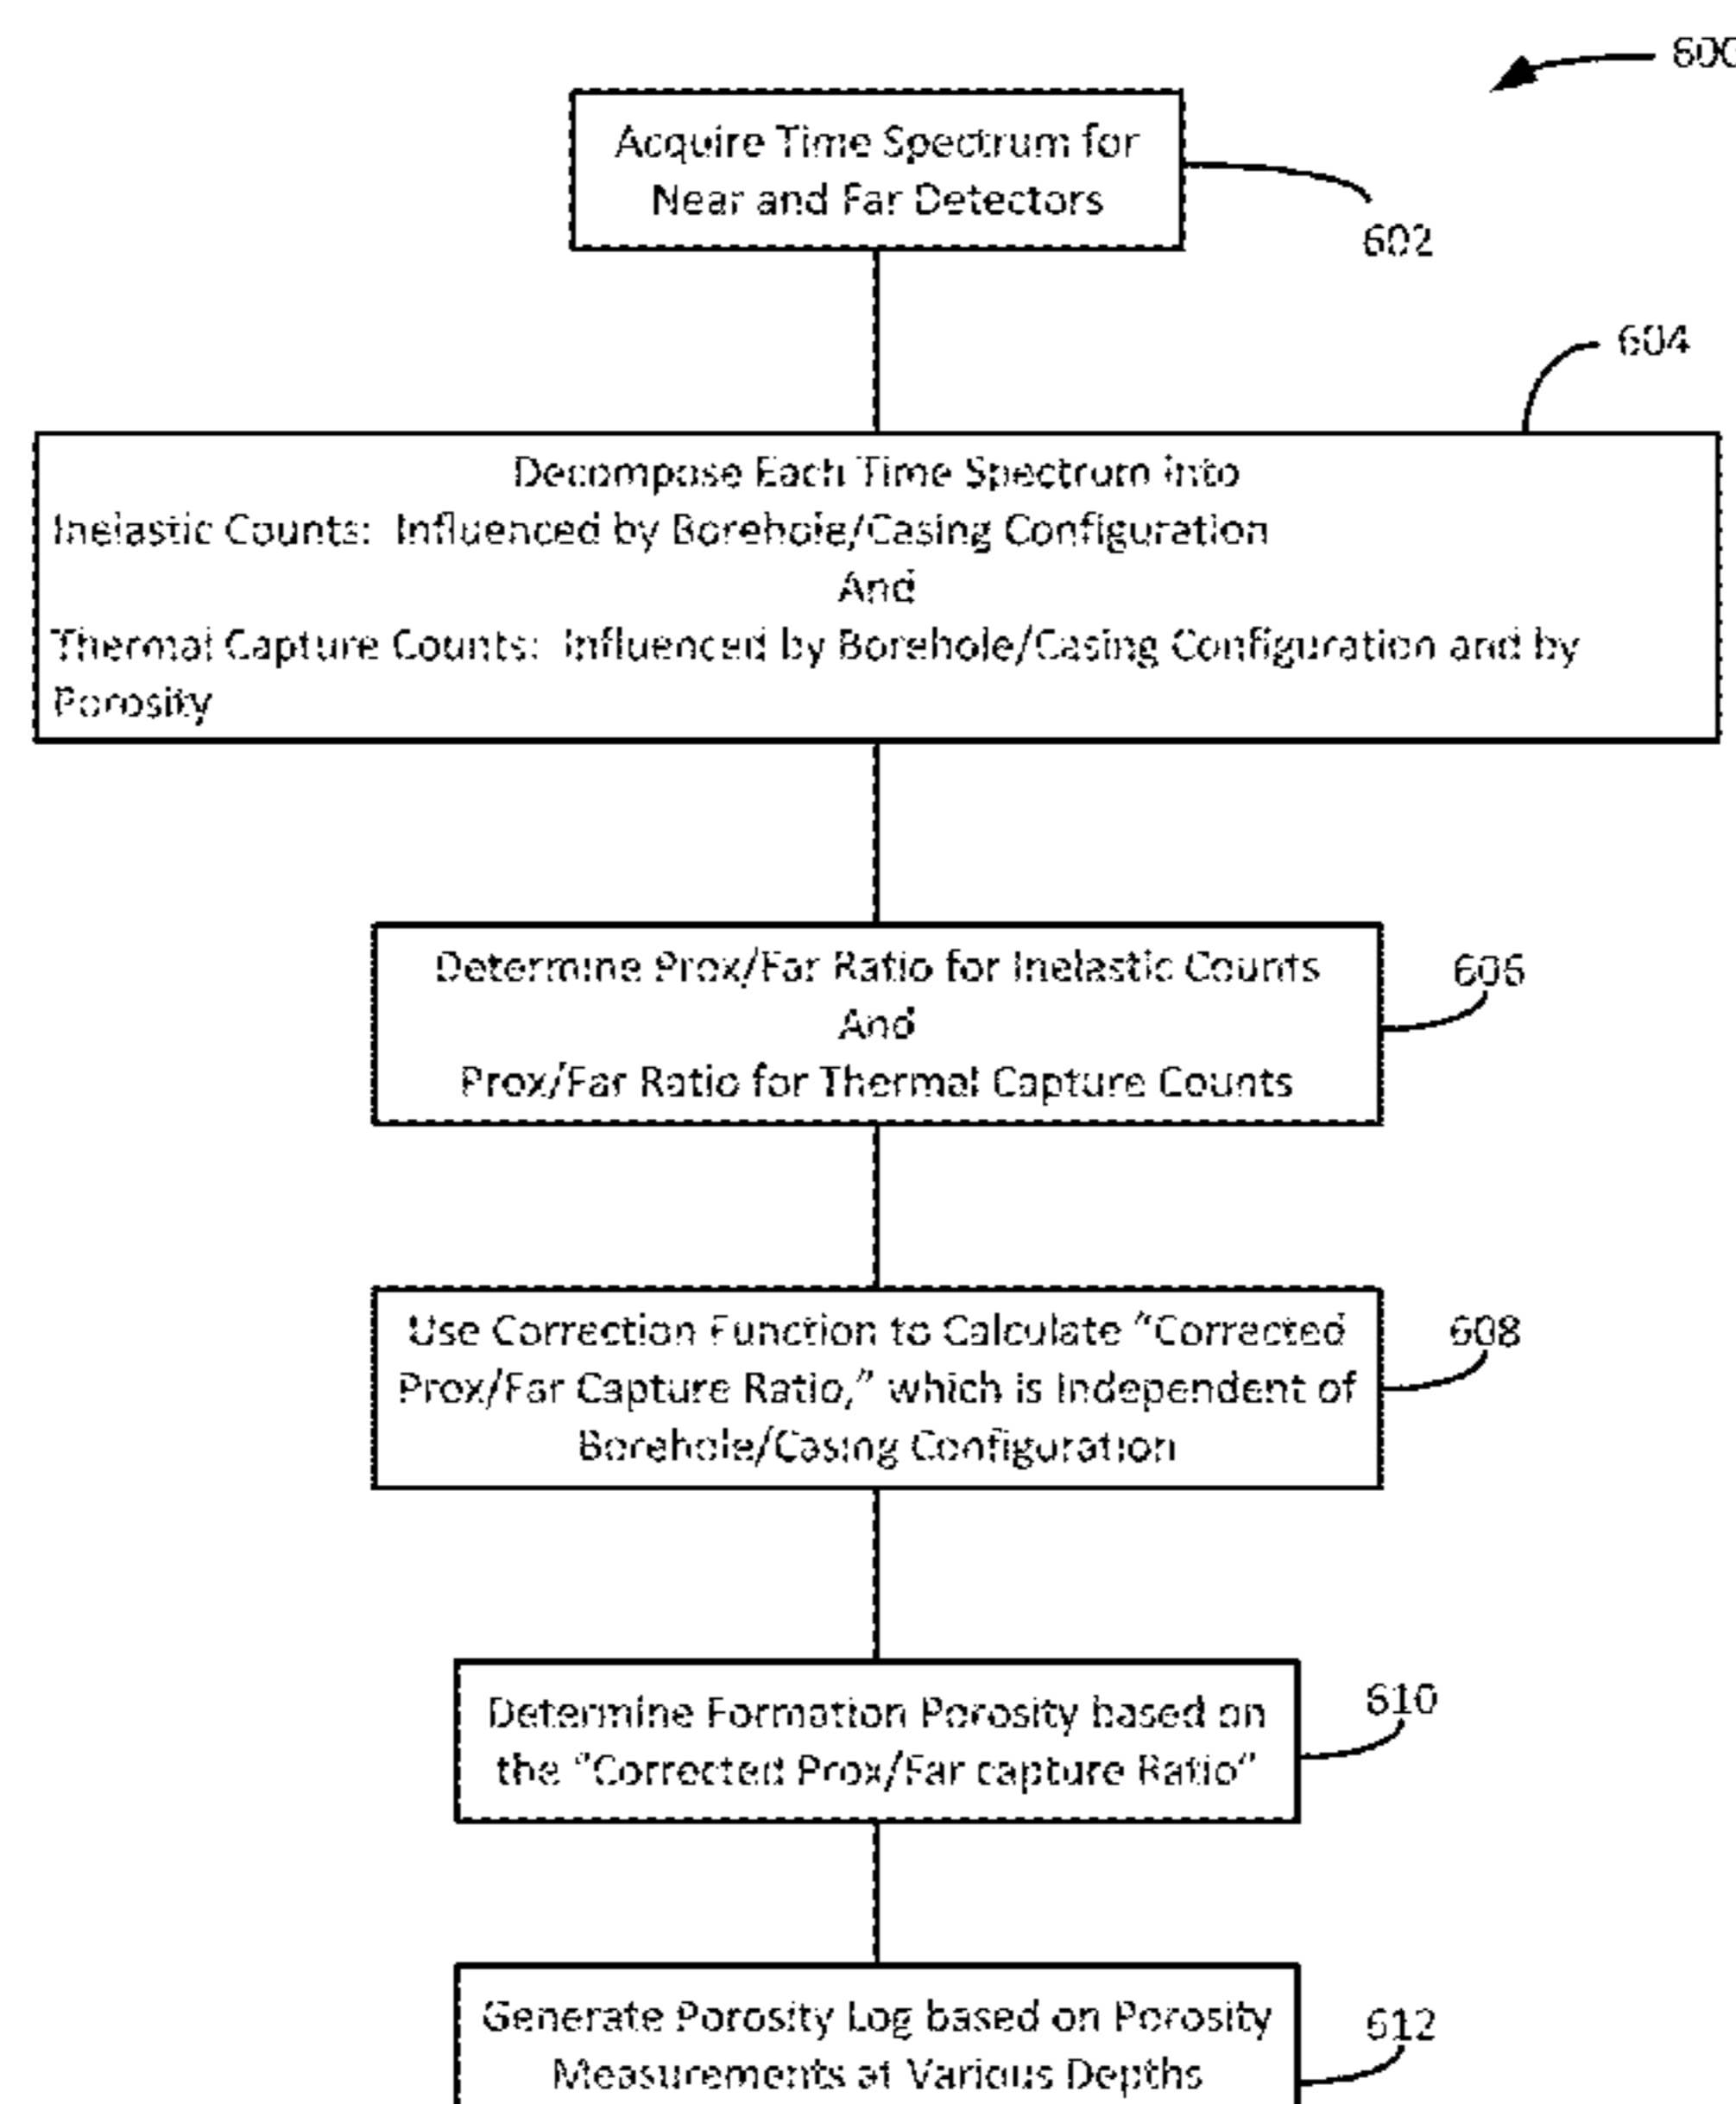 600
Acquire Time Spectrum for
Near and Far Detectors
602
604
Decompose Each Time Spectrum into
Inelastic Counts: Influenced by Borehole/Casing Configuration
And
Thermal Capture Counts: Influenced by Borehole/Casing Configuration and by
Porosity
Determine Prox/Far Ratio for Inelastic Counts
And
Prox/Far Ratio for Thermal Capture Counts
606
Use Correction Function to Calculate "Corrected
Prox/Far Capture Ratio," which is Independent of
Borehole/Casing Configuration
608
Determine Formation Porosity based on
the "Corrected Prox/Far capture Ratio"
610
Generate Porosity Log based on Porosity
Measurements at Various Depths
612